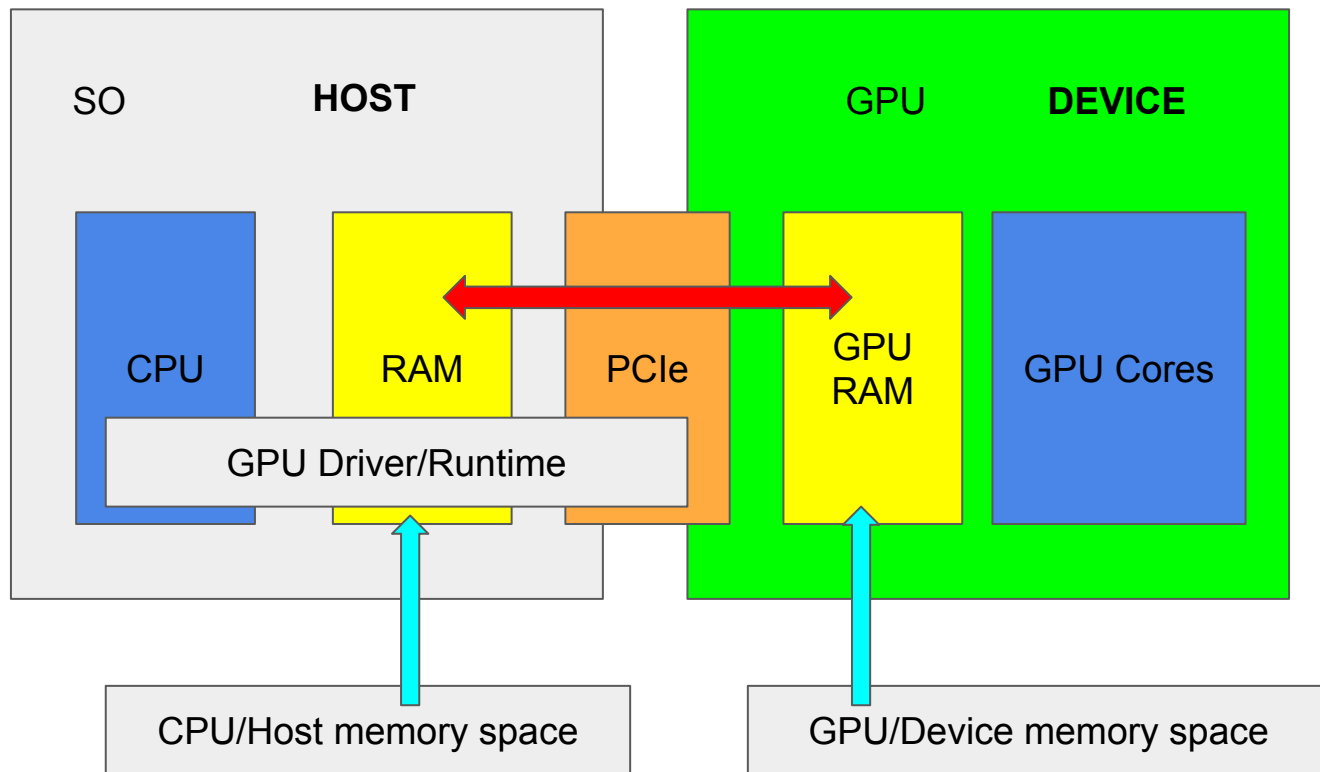 SO
HOST
GPU
DEVICE
CPU
RAM
PCIe
GPU
RAM
GPU Cores
GPU Driver/Runtime
CPU/Host memory space
GPU/Device memory space